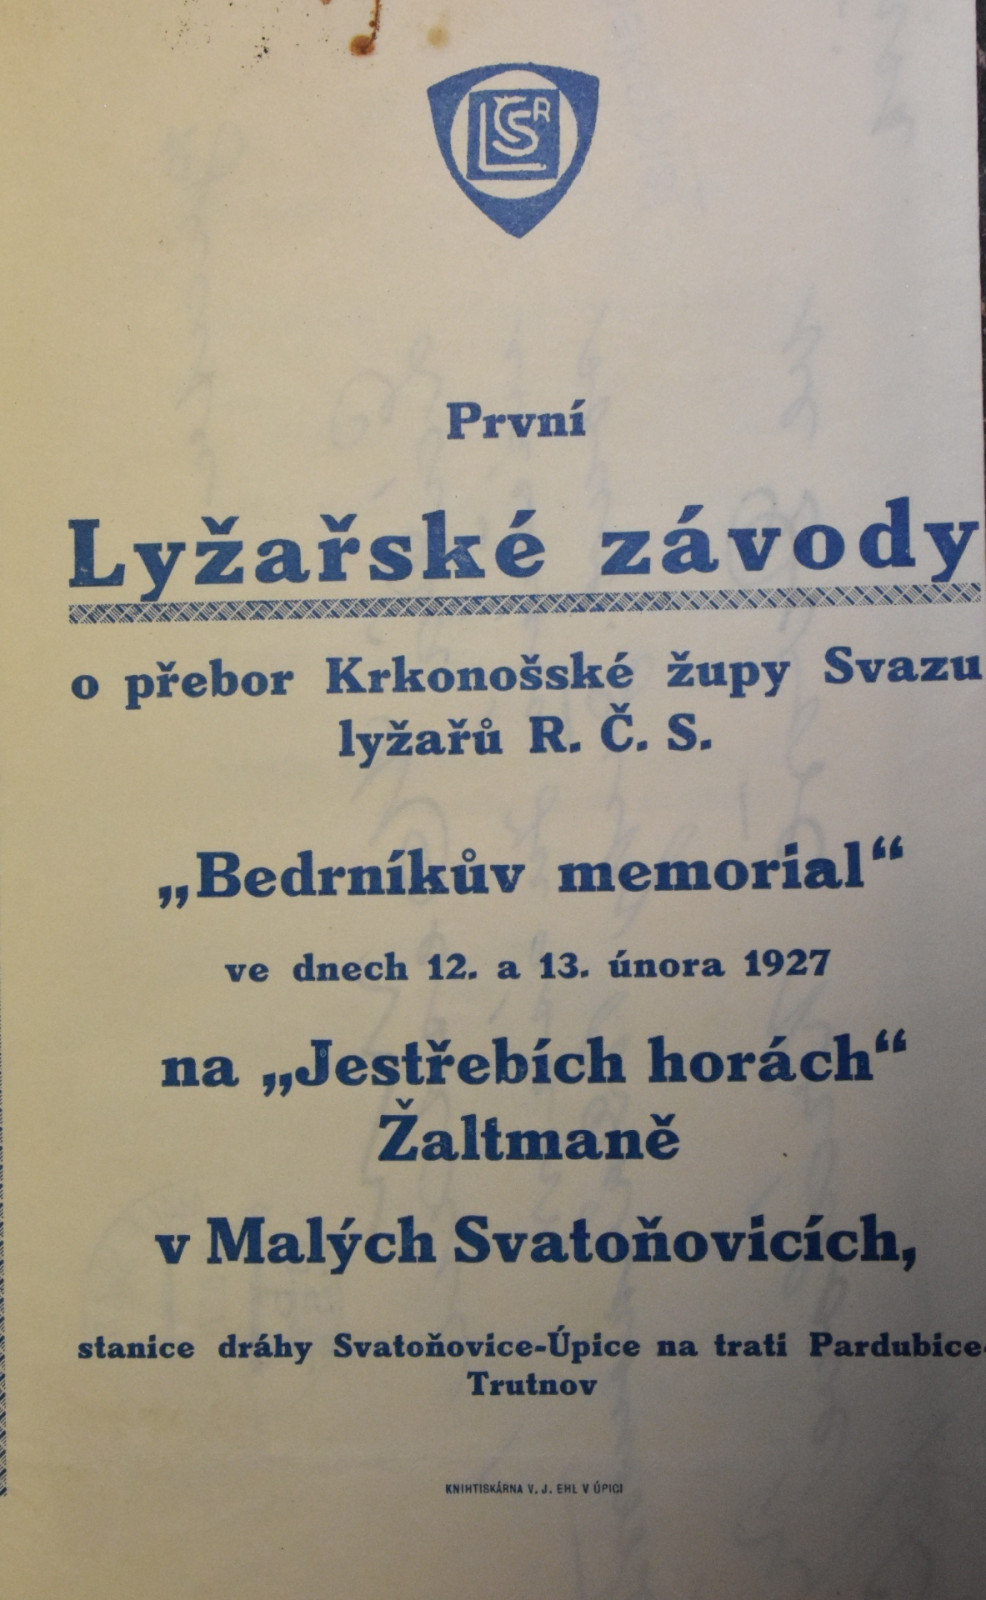 LSČR
První
Lyžařské závody
o přebor Krkonošské župy Svazu
lyžařů R. Č. S.
„Bedrníkův memorial“
ve dnech 12. a 13. února 1927
na „Jestřebích horách“
Žaltmaně
v Malých Svatoňovicích,
stanice dráhy Svatoňovice-Úpice na trati Pardubice-
Trutnov
KNIHTISKÁRNA V. J. EHL V ÚPICI